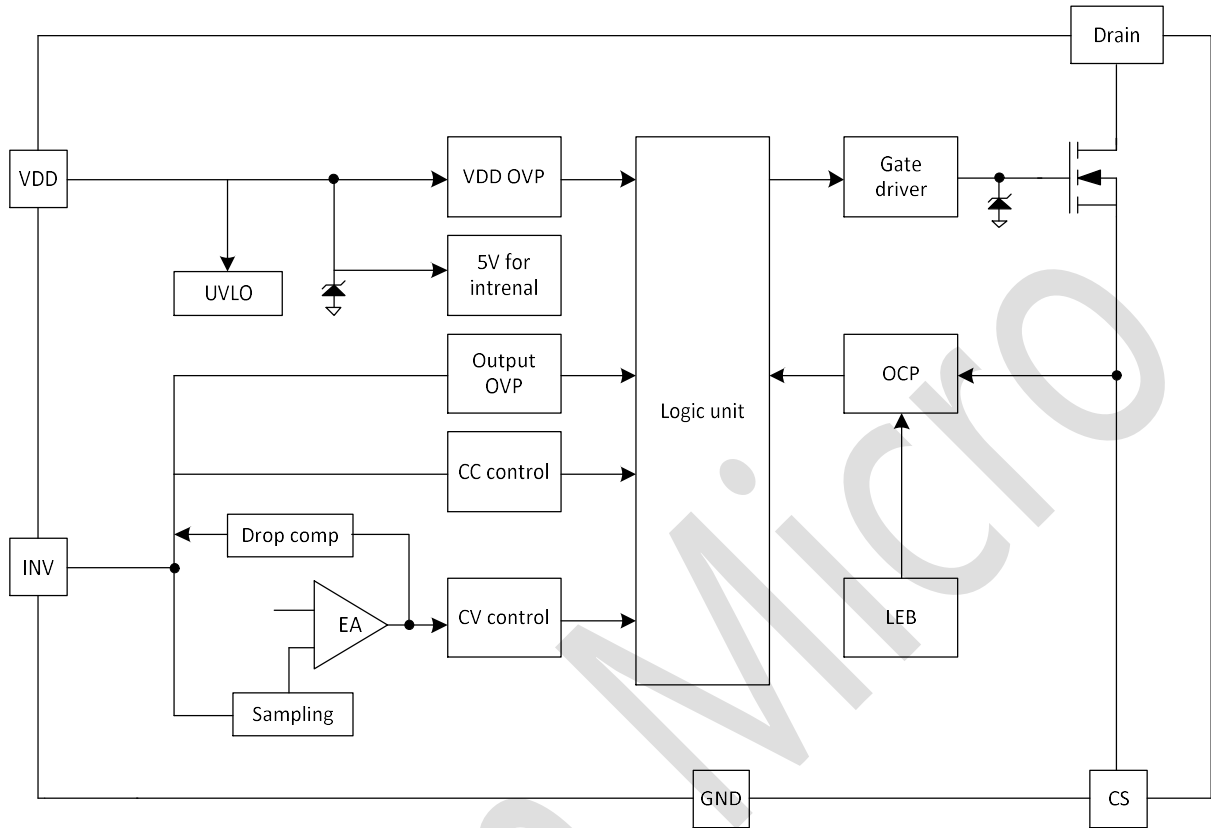 Drain
VDD
VDD OVP
Gate
driver
UVLO
5V for
intrenal
Output
OVP
OCP
Logic unit
CC control
Drop comp
INV
EA
CV control
LEB
Sampling
GND
CS
Micro